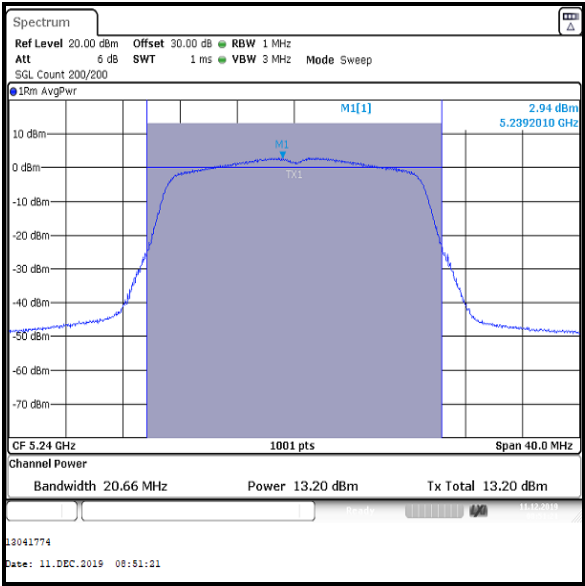 Spectrum
Ref Level 20.00 dBm Offset 30.00 dB RBW 1 MHz
Att 6 dB SWT 1 ms VBW 3 MHz Mode Sweep
SGL Count 200/200
1Rm AvgPwr
M1[1] 2.94 dBm
5.2392010 GHz
10 dBm
M1
0 dBm
TX1
-10 dBm
-20 dBm
-30 dBm
-40 dBm
-50 dBm
-60 dBm
-70 dBm
CF 5.24 GHz 1001 pts Span 40.0 MHz
Channel Power
Bandwidth 20.66 MHz Power 13.20 dBm Tx Total 13.20 dBm
Ready 11.12.2019
13041774
Date: 11.DEC.2019 08:51:21